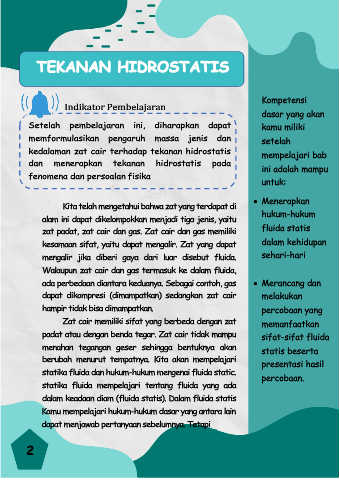 TEKANAN HIDROSTATIS
Indikator Pembelajaran
Setelah pembelajaran ini, diharapkan dapat
memformulasikan pengaruh massa jenis dan
kedalaman zat cair terhadap tekanan hidrostatis
dan menerapkan tekanan hidrostatis pada
fenomena dan persoalan fisika
Kita telah mengetahui bahwa zat yang terdapat di
alam ini dapat dikelompokkan menjadi tiga jenis, yaitu
zat padat, zat cair dan gas. Zat cair dan gas memiliki
kesamaan sifat, yaitu dapat mengalir. Zat yang dapat
mengalir jika diberi gaya dari luar disebut fluida.
Walaupun zat cair dan gas termasuk ke dalam fluida,
ada perbedaan diantara keduanya. Sebagai contoh, gas
dapat dikompresi (dimampatkan) sedangkan zat cair
hampir tidak bisa dimampatkan.
Zat cair memiliki sifat yang berbeda dengan zat
padat atau dengan benda tegar. Zat cair tidak mampu
menahan tegangan geser sehingga bentuknya akan
berubah menurut tempatnya. Kita akan mempelajari
statika fluida dan hukum-hukum mengenai fluida static.
statika fluida mempelajari tentang fluida yang ada
dalam keadaan diam (fluida statis). Dalam fluida statis
Kamu mempelajari hukum-hukum dasar yang antara lain
dapat menjawab pertanyaan sebelumnya. Tetapi
2
Kompetensi
dasar yang akan
kamu miliki
setelah
mempelajari bab
ini adalah mampu
untuk:
• Menerapkan
hukum-hukum
fluida statis
dalam kehidupan
sehari-hari
• Merancang dan
melakukan
percobaan yang
memanfaatkan
sifat-sifat fluida
statis beserta
presentasi hasil
percobaan.